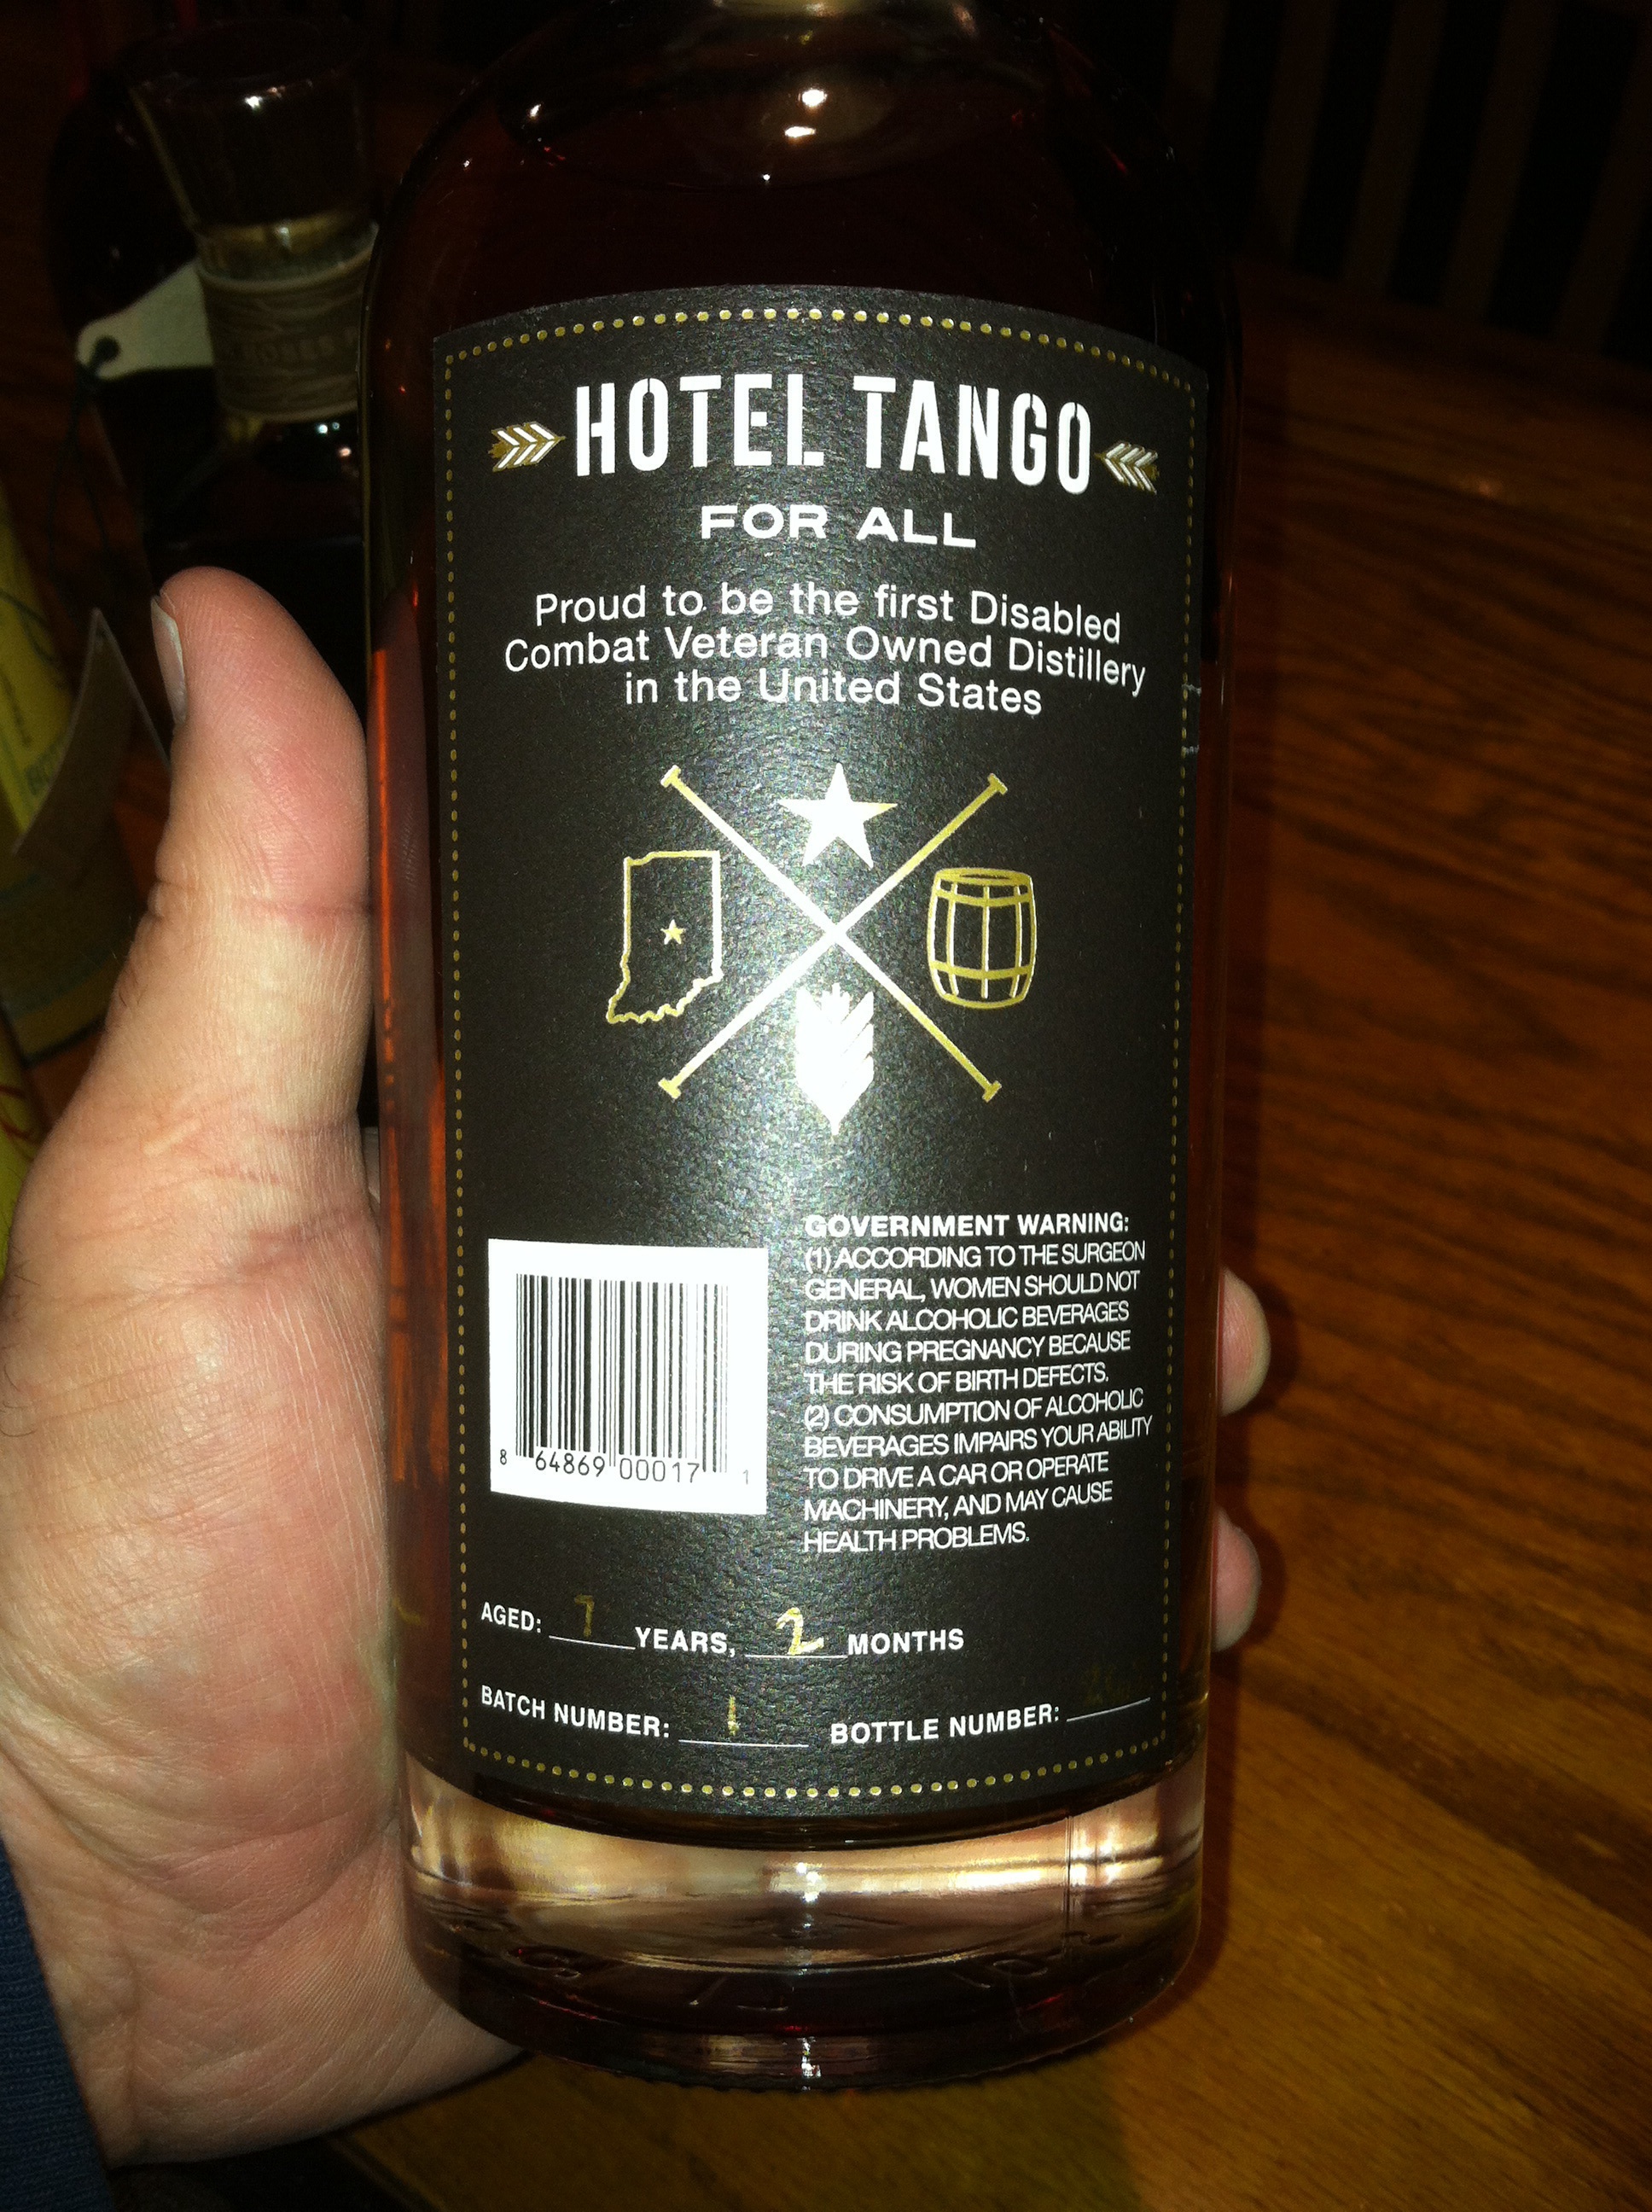 HOTEL TANGO
FOR ALL
Proud to be the first Disabled
Combat Veteran Owned Distillery
in the United States
GOVERNMENT WARNING:
(1) ACCORDING TO THE SURGEON
GENERAL, WOMEN SHOULD NOT
DRINK ALCOHOLIC BEVERAGES
DURING PREGNANCY BECAUSE
THE RISK OF BIRTH DEFECTS.
(2) CONSUMPTION OF ALCOHOLIC
BEVERAGES IMPAIRS YOUR ABILITY
TO DRIVE A CAR OR OPERATE
MACHINERY, AND MAY CAUSE
HEALTH PROBLEMS.
8 64869 00017 1
AGED: 7 YEARS, 2 MONTHS
BATCH NUMBER: 1 BOTTLE NUMBER: